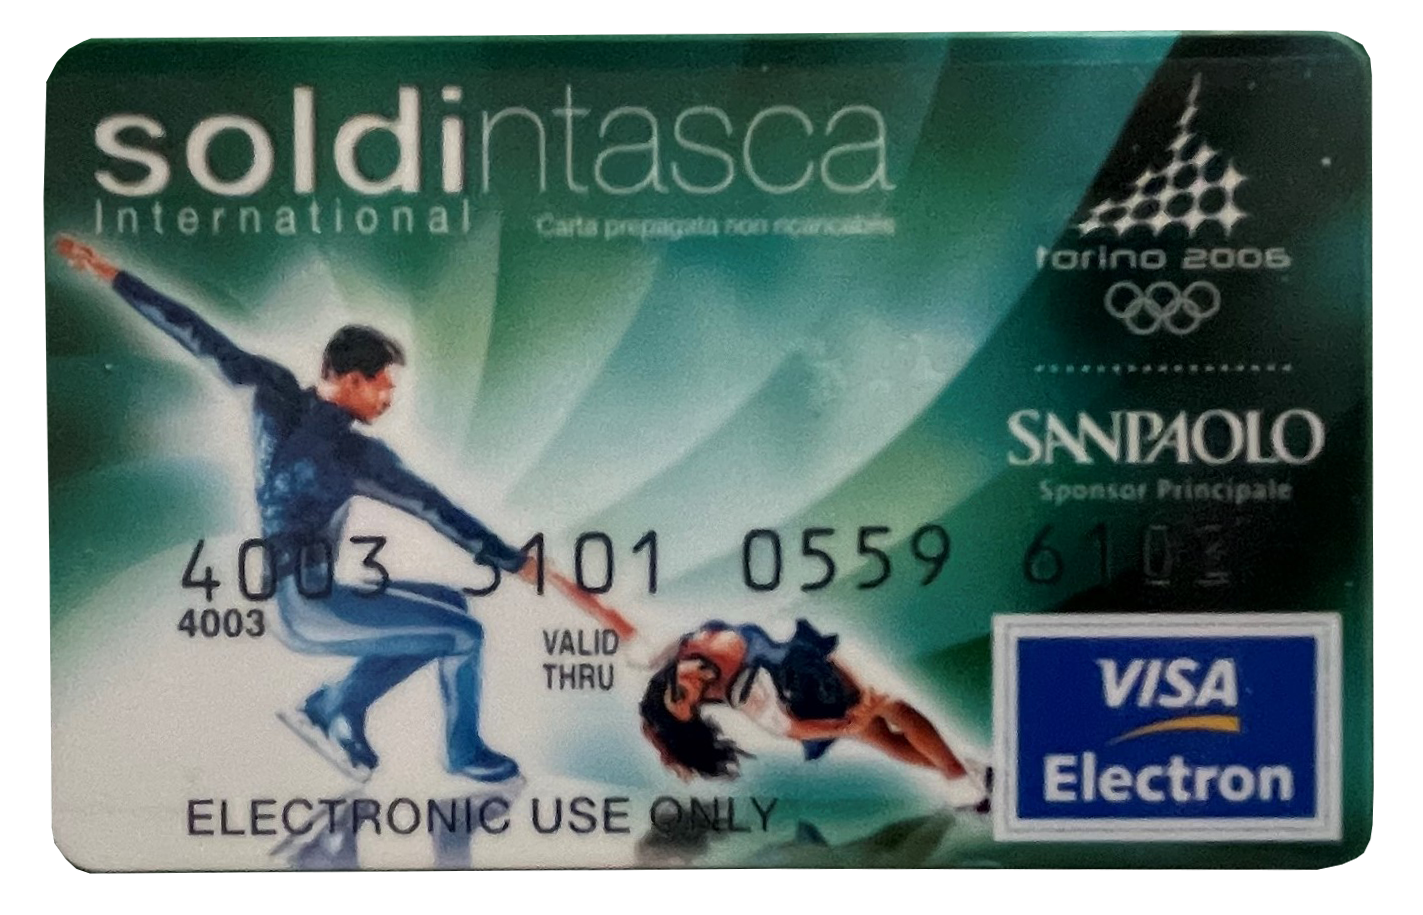 soldintasca
International
Carta prepagata non ricaricabile
torino 2006
SANPAOLO
Sponsor Principale
4003 0559
4003
VALID
THRU
VISA
Electron
ELECTRONIC USE ONLY